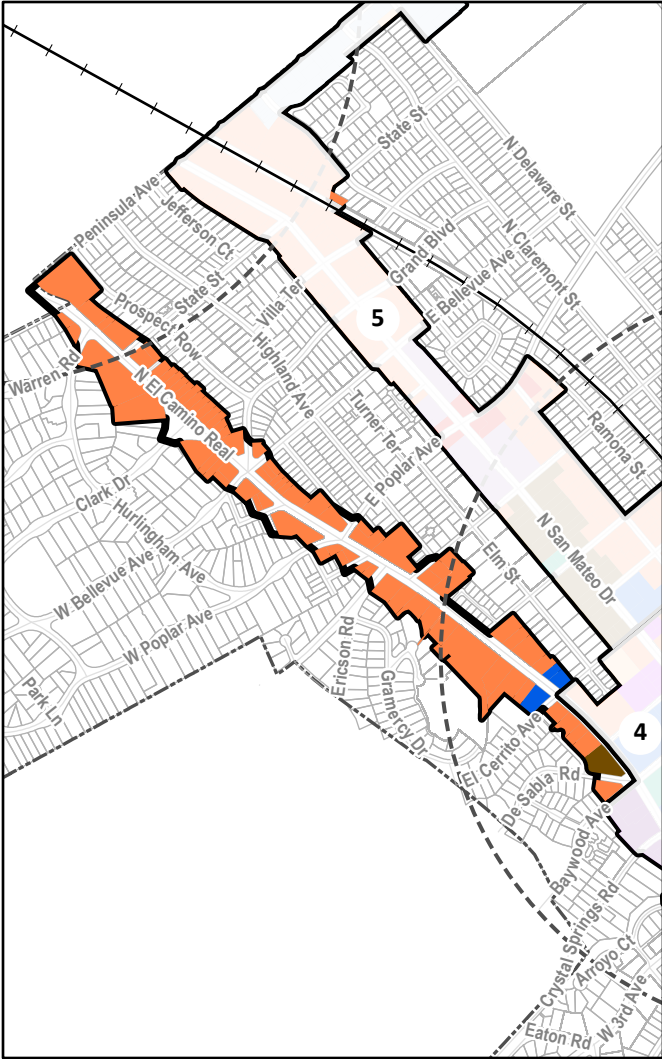 State St
N Delaware St
Peninsula Ave
Jefferson Ct
N Claremont St
Grand Blvd
E Bellevue Ave
State St
Villa Ter
5
Prospect Row
Highland Ave
Warren Rd
N El Camino Real
Turner Ter
Ramona St
E Poplar Ave
Clark Dr
Hurlingham Ave
N San Mateo Dr
Elm St
W Bellevue Ave
W Poplar Ave
Ericson Rd
Park Ln
Gramercy Dr
4
El Cerrito Ave
De Sabla Rd
Baywood Ave
Crystal Springs Rd
Arroyo Ct
W 3rd Ave
Eaton Rd